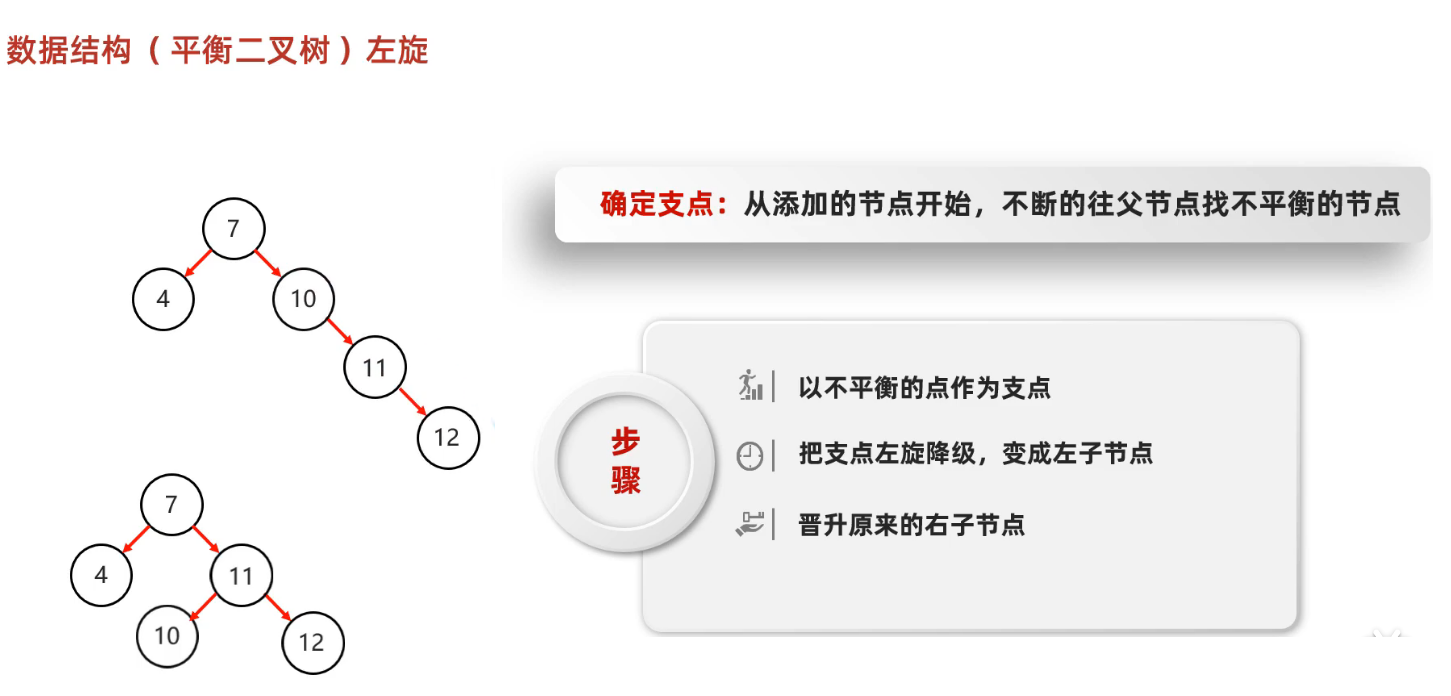 数据结构（平衡二叉树）左旋
确定支点：从添加的节点开始，不断的往父节点找不平衡的节点
7
4
10
11
12
步
骤
以不平衡的点作为支点
把支点左旋降级，变成左子节点
晋升原来的右子节点
7
4
11
10
12